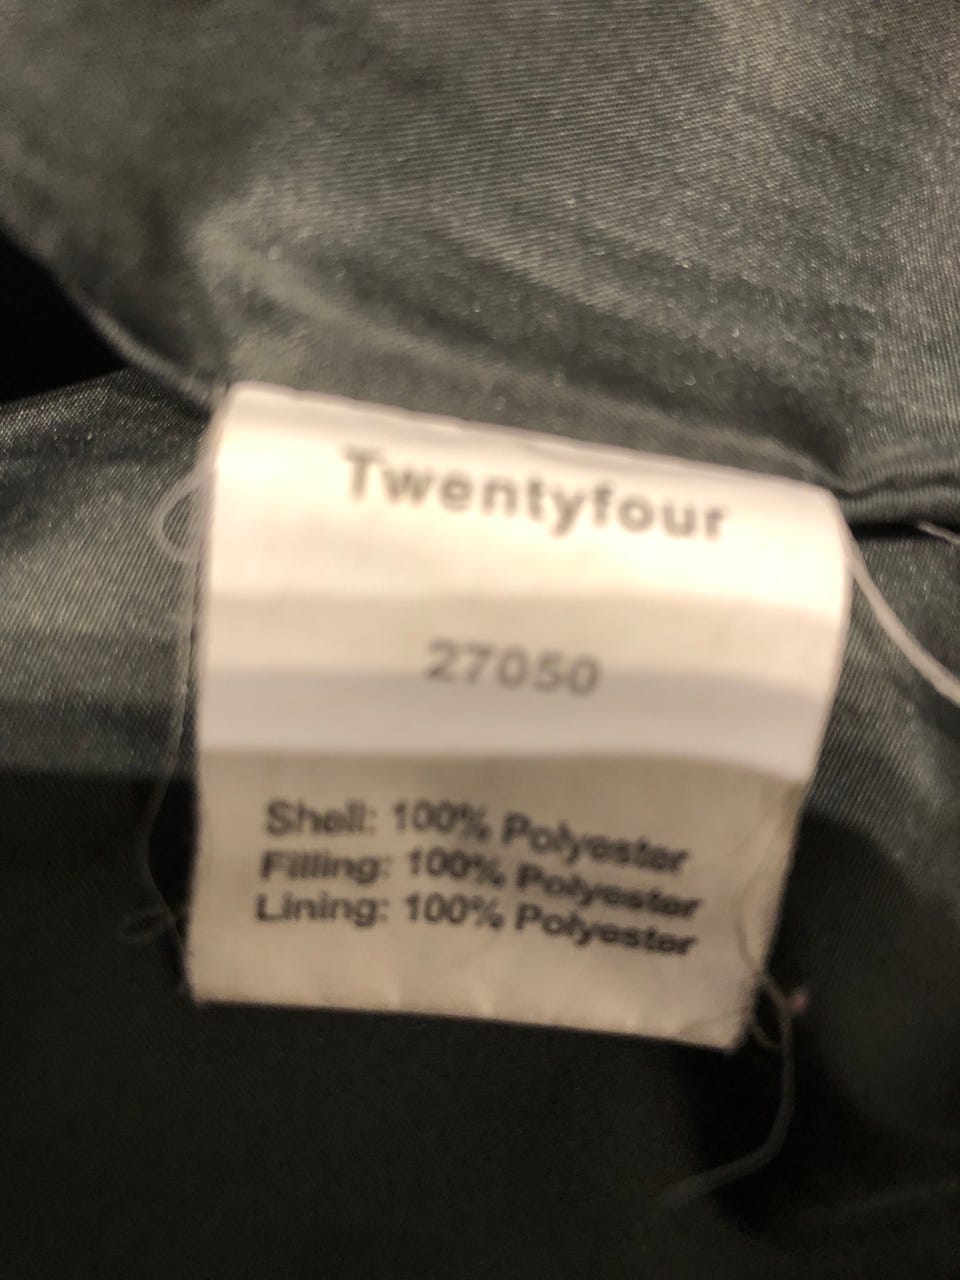 Twentyfour
27050
Shell: 100% Polyester
Filling: 100% Polyester
Lining: 100% Polyester